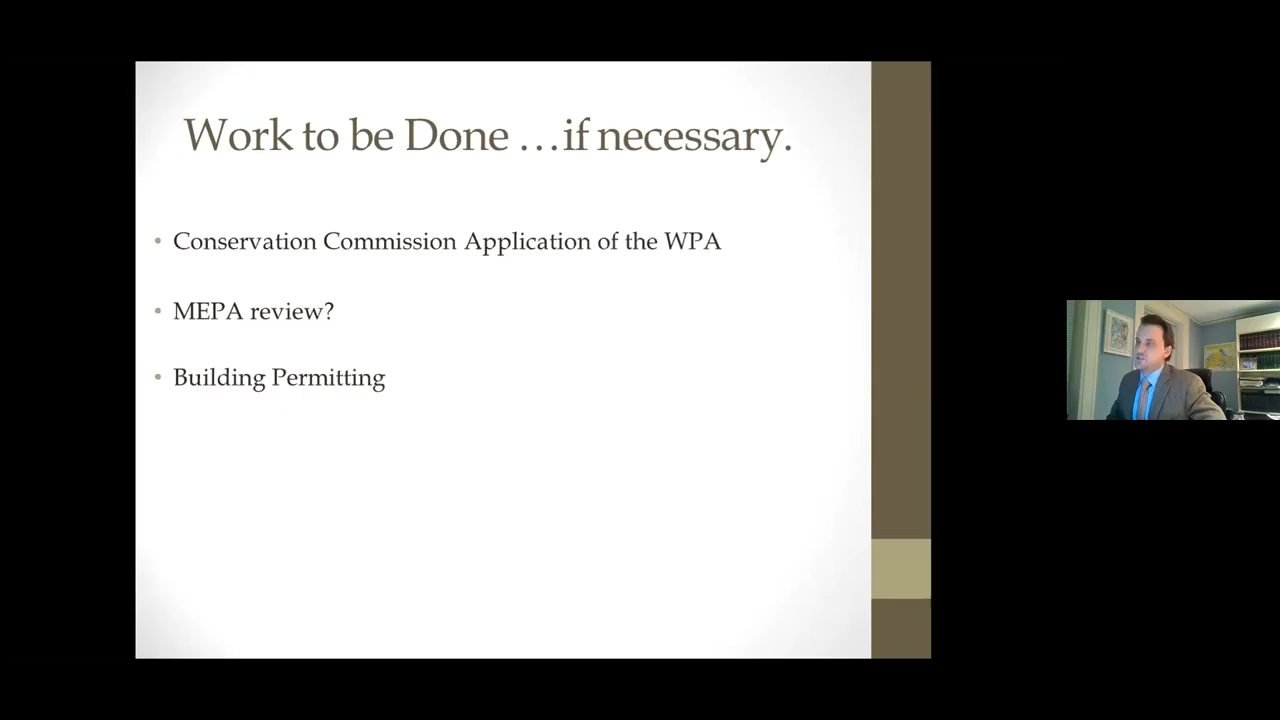 Work to be Done …if necessary.
• Conservation Commission Application of the WPA
• MEPA review?
• Building Permitting